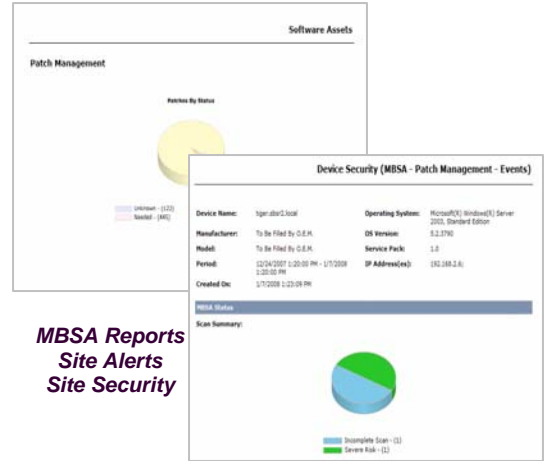 Software Assets
Patch Management
Patches By Status
Unknown - (122)
Needed - (445)
Device Security (MBSA - Patch Management - Events)
Device Name: tiger.stor2.local Operating System: Microsoft(R) Windows(R) Server 2003, Standard Edition
Manufacturer: To Be Filled By O.E.M. OS Version: 5.2.3790
Model: To Be Filled By O.E.M. Service Pack: 1.0
Period: 12/24/2007 1:20:00 PM - 1/7/2008 1:20:00 PM IP Address(es): 192.168.2.6;
Created On: 1/7/2008 1:23:09 PM
MBSA Status
Scan Summary:
Incomplete Scan - (1)
Severe Risk - (1)
MBSA Reports
Site Alerts
Site Security